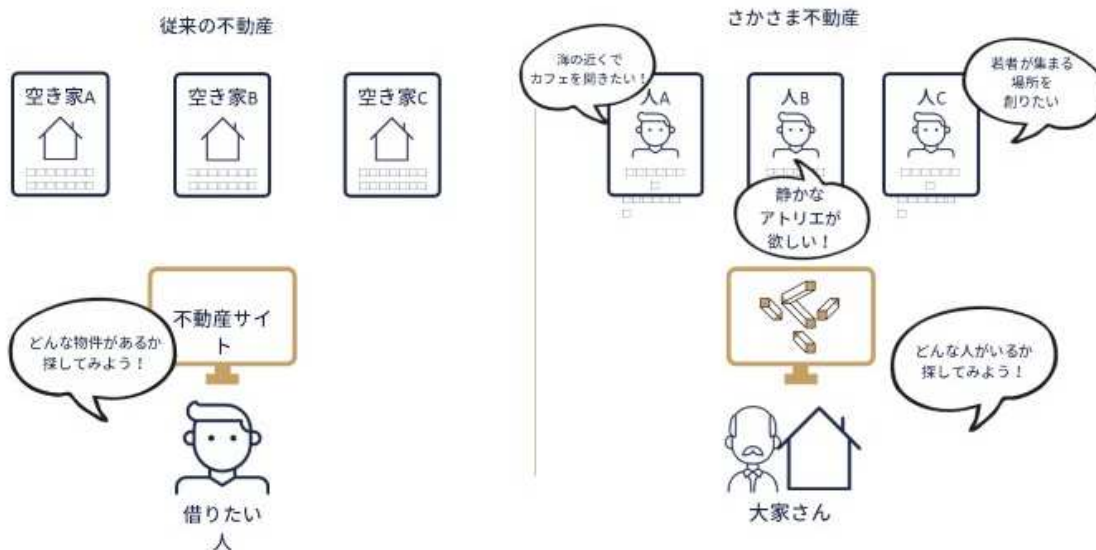 従来の不動産
空き家A
空き家B
空き家C
不動産サイ
ト
どんな物件があるか
探してみよう！
借りたい
人
さかさま不動産
海の近くで
カフェを開きたい！
人A
人B
人C
若者が集まる
場所を
創りたい
静かな
アトリエが
欲しい！
どんな人がいるか
探してみよう！
大家さん